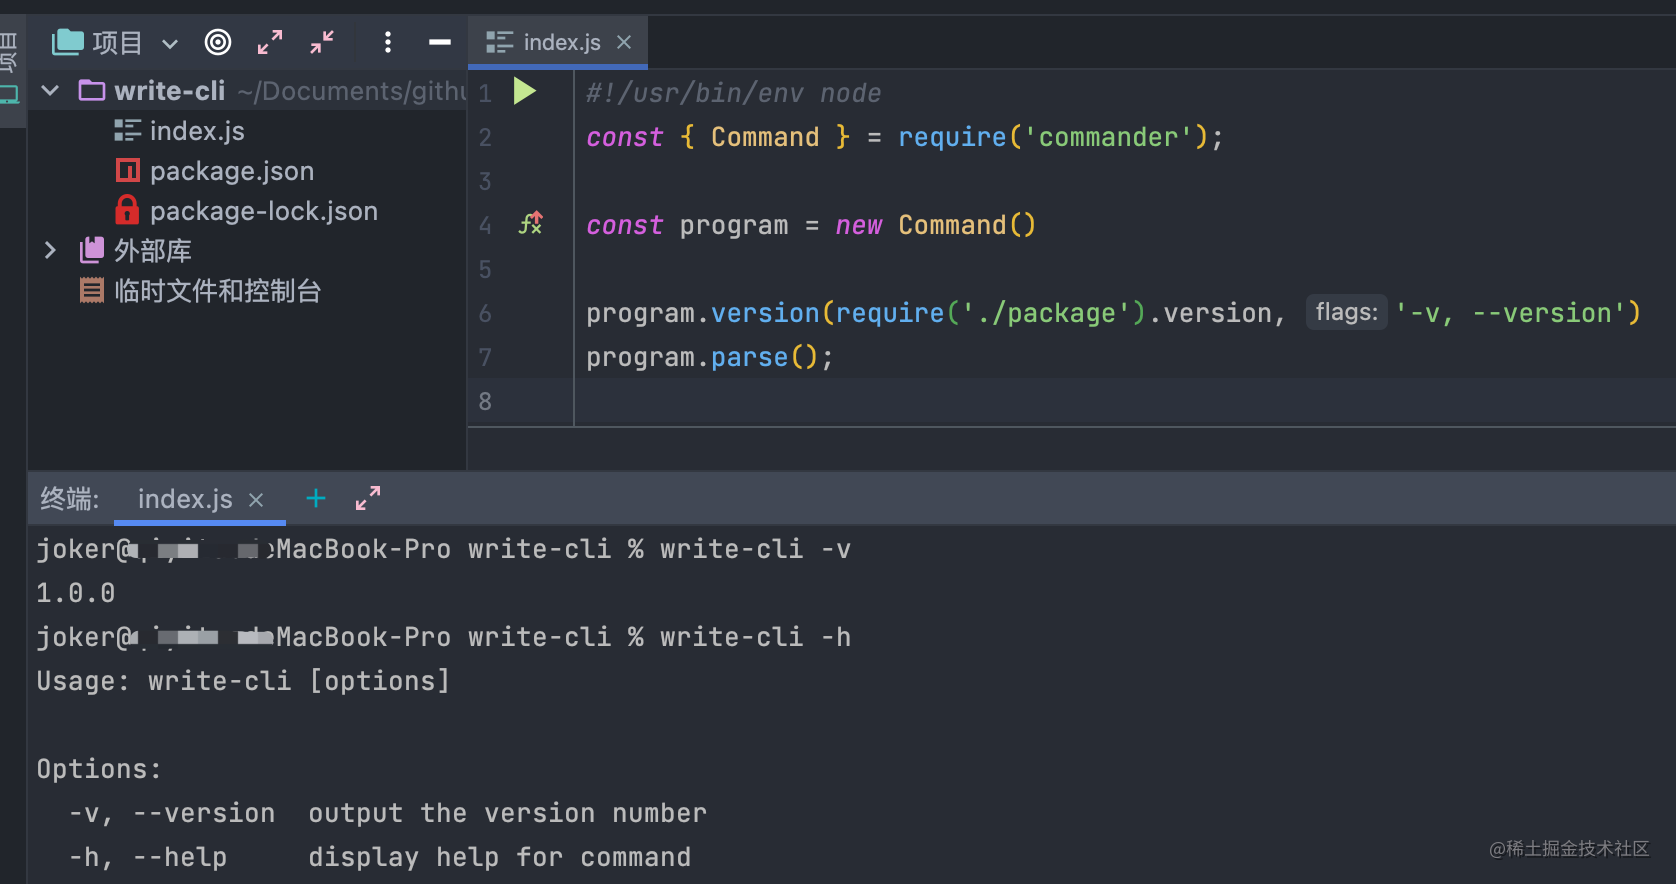 项目
项目
index.js
write-cli ~/Documents/githu
index.js
package.json
package-lock.json
外部库
临时文件和控制台
1 #!/usr/bin/env node
2 const { Command } = require('commander');
3
4 const program = new Command()
5
6 program.version(require('./package').version, flags: '-v, --version')
7 program.parse();
8
终端: index.js
joker@ MacBook-Pro write-cli % write-cli -v
1.0.0
joker@ MacBook-Pro write-cli % write-cli -h
Usage: write-cli [options]
Options:
-v, --version output the version number
-h, --help display help for command
@稀土掘金技术社区